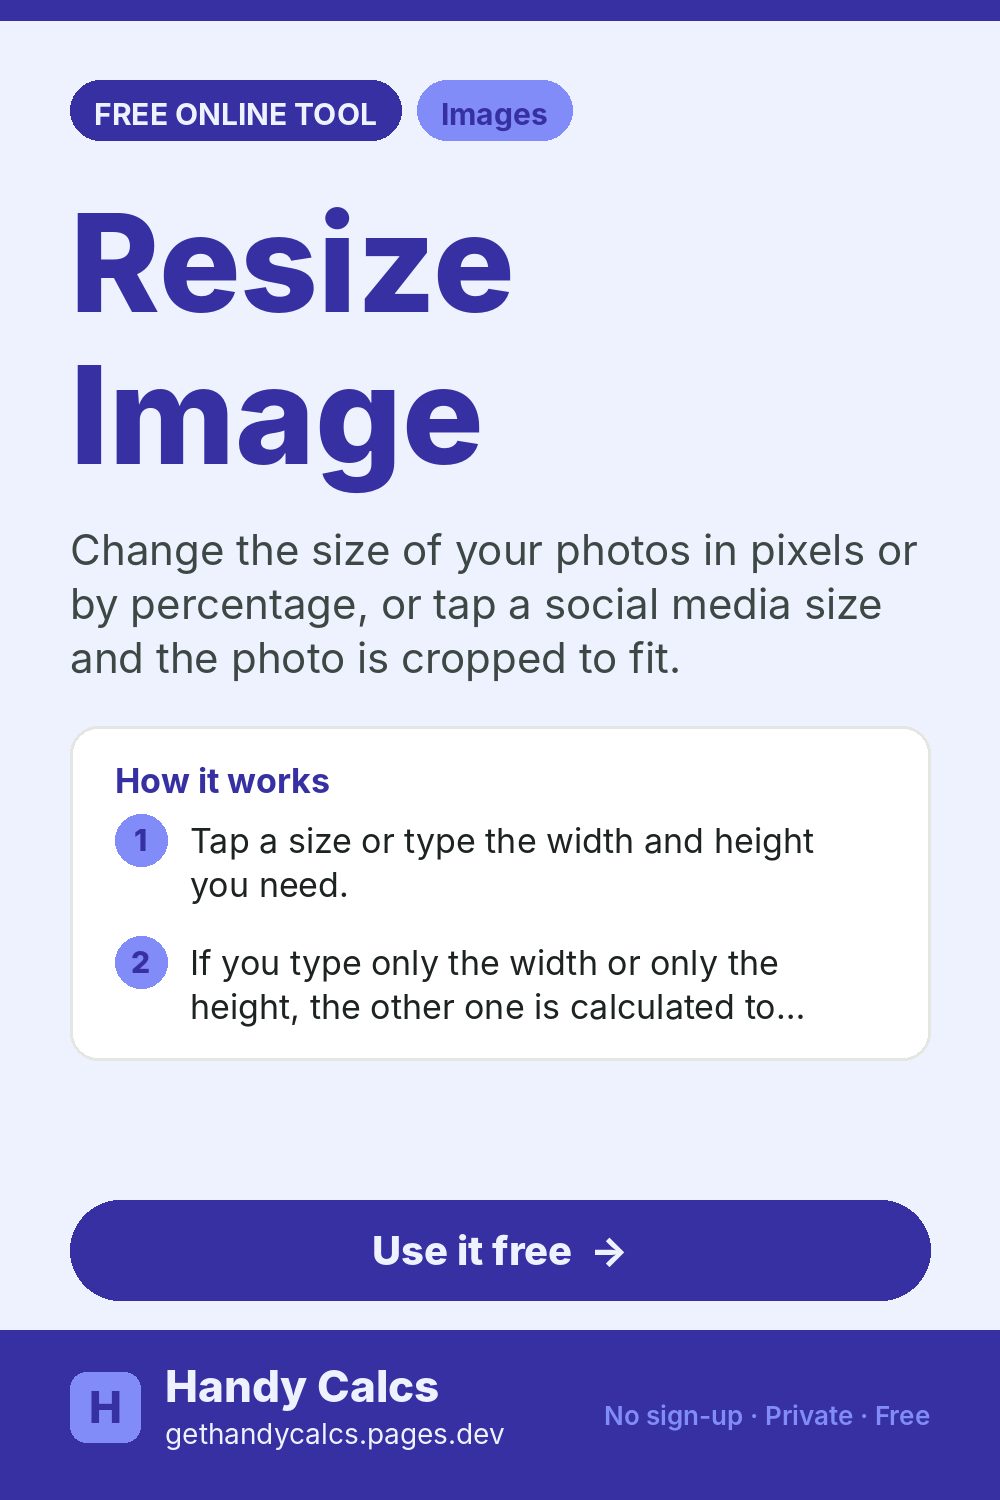 FREE ONLINE TOOL
Images
Resize
Image
Change the size of your photos in pixels or
by percentage, or tap a social media size
and the photo is cropped to fit.
How it works
1
Tap a size or type the width and height
you need.
2
If you type only the width or only the
height, the other one is calculated to...
Use it free →
H
Handy Calcs
gethandycalcs.pages.dev
No sign-up · Private · Free